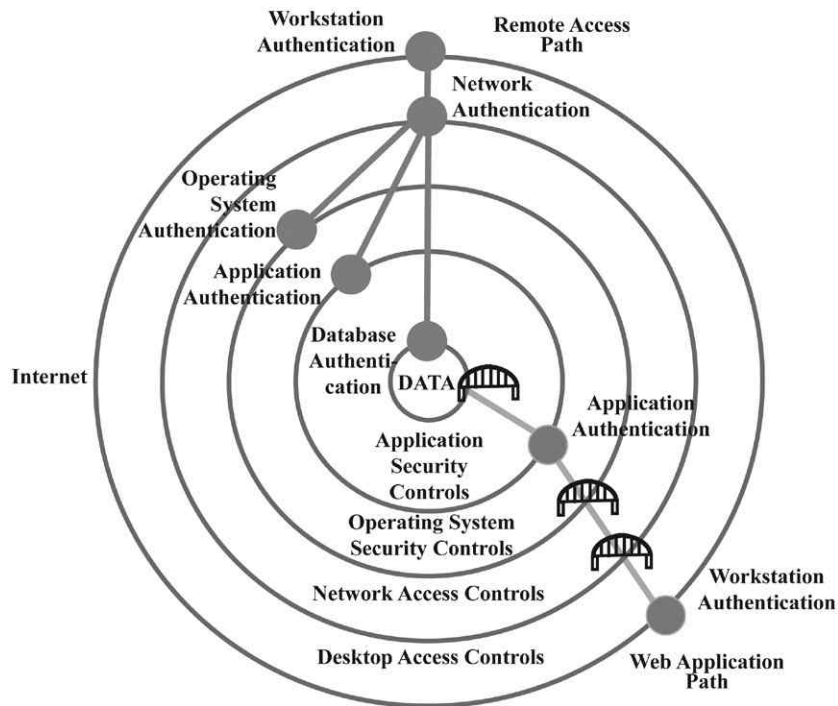 Workstation
Authentication
Remote Access
Path
Network
Authentication
Operating
System
Authentication
Application
Authentication
Database
Authenti-
cation
DATA
Internet
Application
Authentication
Application
Security
Controls
Operating System
Security Controls
Network Access Controls
Workstation
Authentication
Desktop Access Controls
Web Application
Path